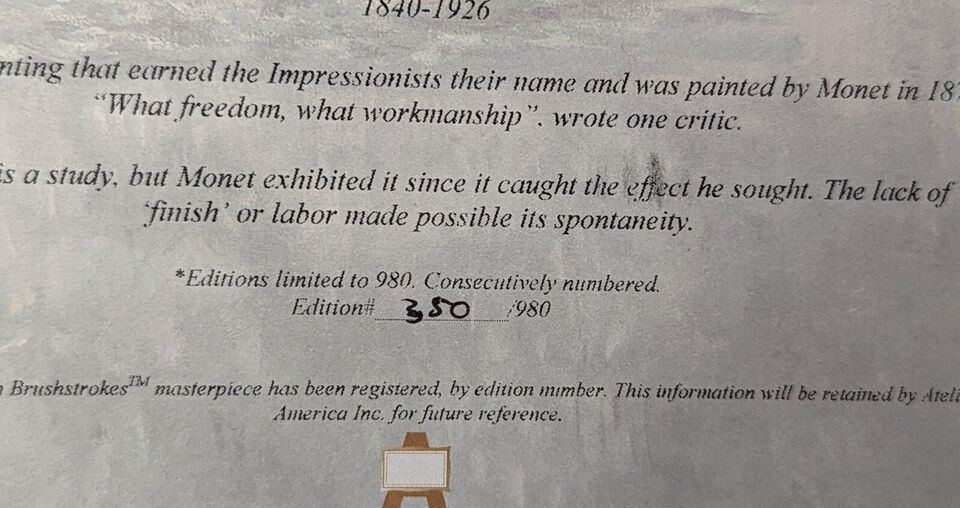 1840-1926
nting that earned the Impressionists their name and was painted by Monet in 187
“What freedom, what workmanship”. wrote one critic.
is a study, but Monet exhibited it since it caught the effect he sought. The lack of
‘finish’ or labor made possible its spontaneity.
*Editions limited to 980. Consecutively numbered.
Edition# 350 /980
n Brushstrokes™ masterpiece has been registered, by edition number. This information will be retained by Ateli
America Inc. for future reference.